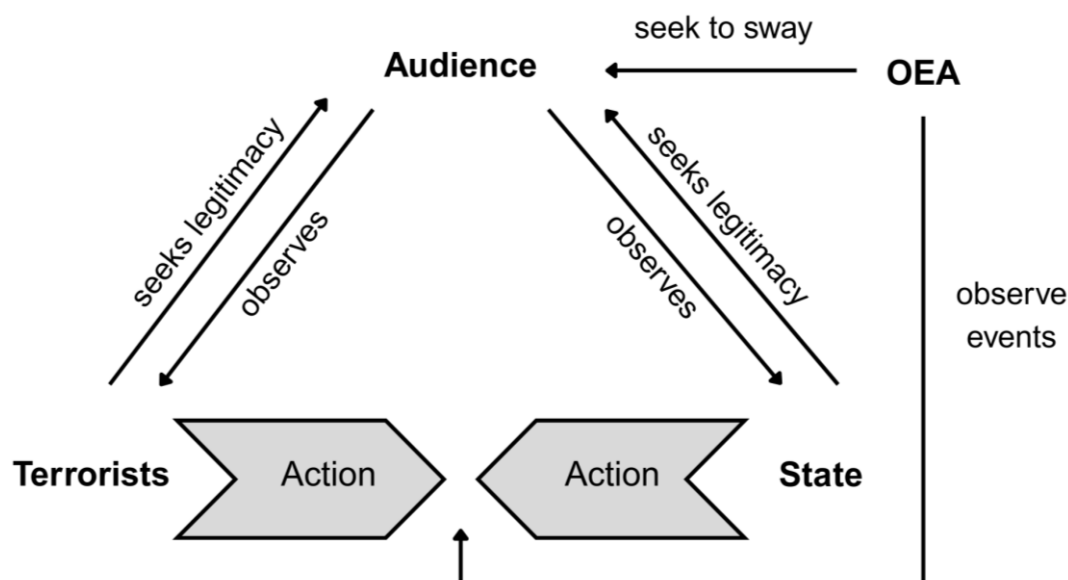 seek to sway
Audience
OEA
seeks legitimacy
observes
observes
seeks legitimacy
observe
events
Terrorists
Action
Action
State